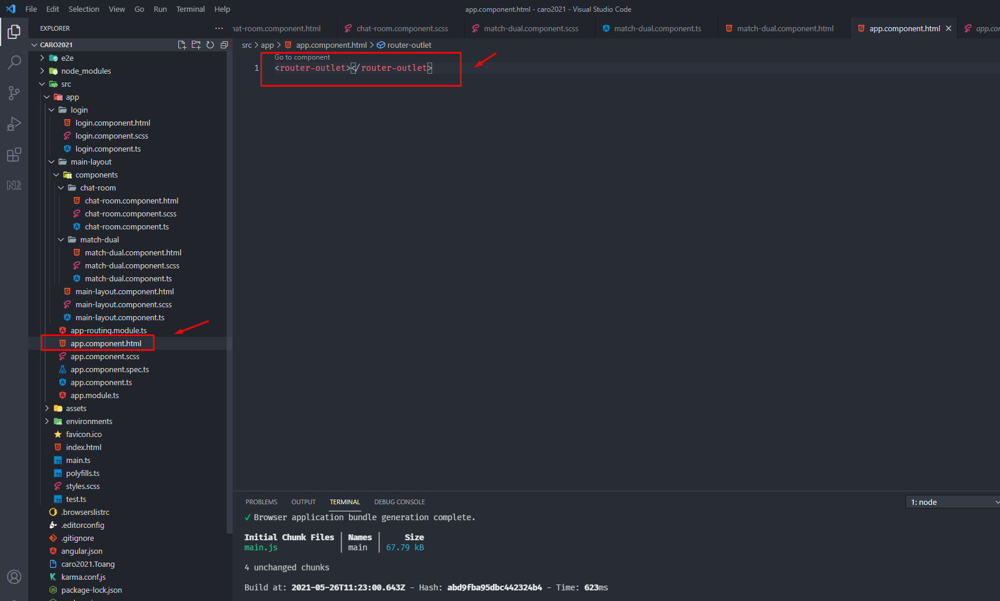 File Edit Selection View Go Run Terminal Help
app.component.html - caro2021 - Visual Studio Code
EXPLORER
CARO2021
e2e
node_modules
src
app
login
login.component.html
login.component.scss
login.component.ts
main-layout
components
chat-room
chat-room.component.html
chat-room.component.scss
chat-room.component.ts
match-dual
match-dual.component.html
match-dual.component.scss
match-dual.component.ts
main-layout.component.html
main-layout.component.scss
main-layout.component.ts
app-routing.module.ts
app.component.html
app.component.scss
app.component.spec.ts
app.component.ts
app.module.ts
assets
environments
favicon.ico
index.html
main.ts
polyfills.ts
styles.scss
test.ts
.browserslistrc
.editorconfig
.gitignore
angular.json
caro2021.Toang
karma.conf.js
package-lock.json
hat-room.component.html chat-room.component.scss match-dual.component.scss match-dual.component.ts match-dual.component.html app.component.html app.co
src > app > app.component.html > router-outlet
Go to component
1 <router-outlet></router-outlet>
PROBLEMS OUTPUT TERMINAL DEBUG CONSOLE 1: node
✓ Browser application bundle generation complete.
Initial Chunk Files | Names | Size
main.js | main | 67.79 kB
4 unchanged chunks
Build at: 2021-05-26T11:23:00.643Z - Hash: abd9fba95dbc442324b4 - Time: 623ms